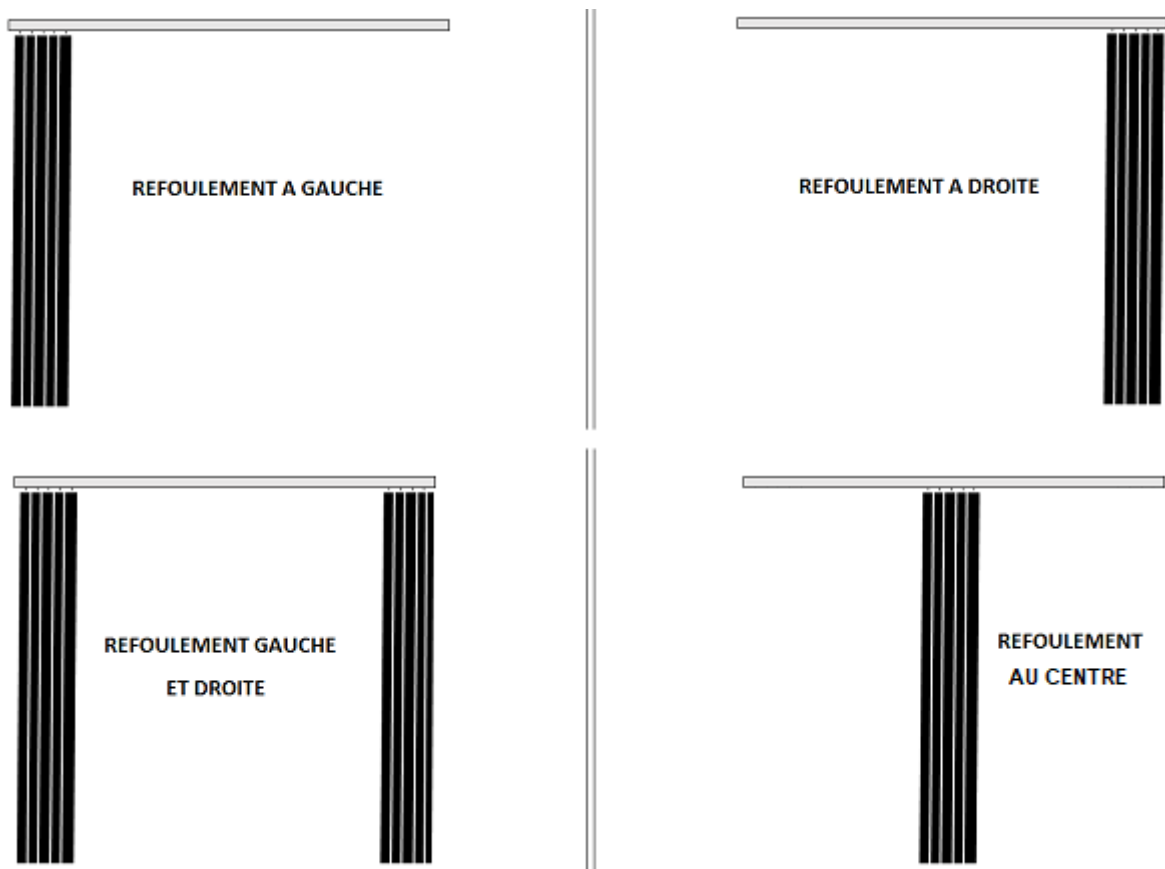 REFOULEMENT A GAUCHE
REFOULEMENT A DROITE
REFOULEMENT GAUCHE
ET DROITE
REFOULEMENT
AU CENTRE